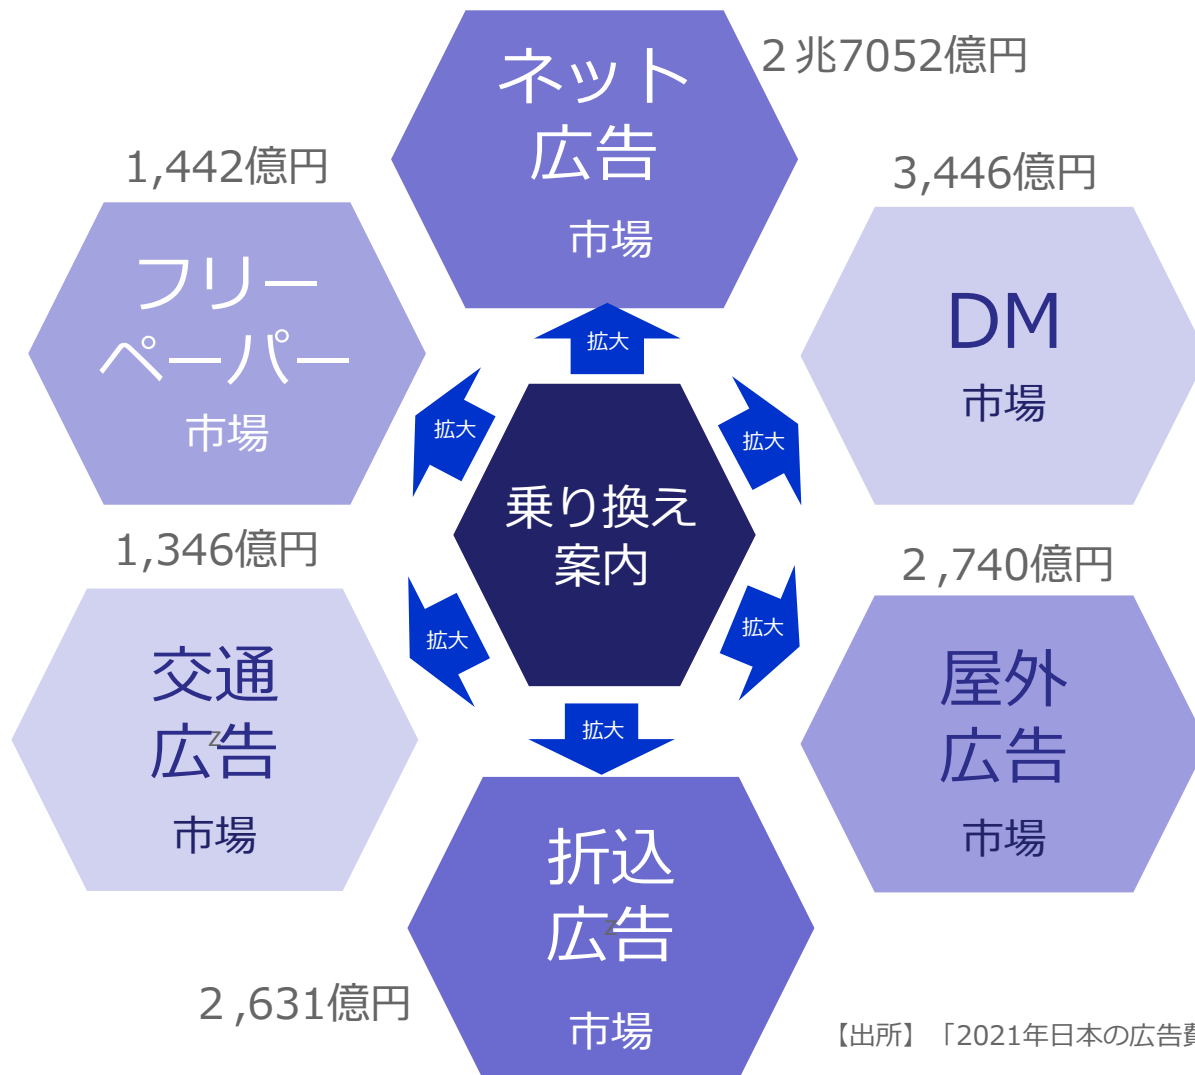 ２兆7052億円
ネット
広告
市場
1,442億円
フリー
ペーパー
市場
3,446億円
DM
市場
拡大
拡大
拡大
乗り換え
案内
拡大
拡大
拡大
1,346億円
交通
広告
z
市場
２,740億円
屋外
広告
市場
折込
広告
z
市場
２,631億円
【出所】「2021年日本の広告費